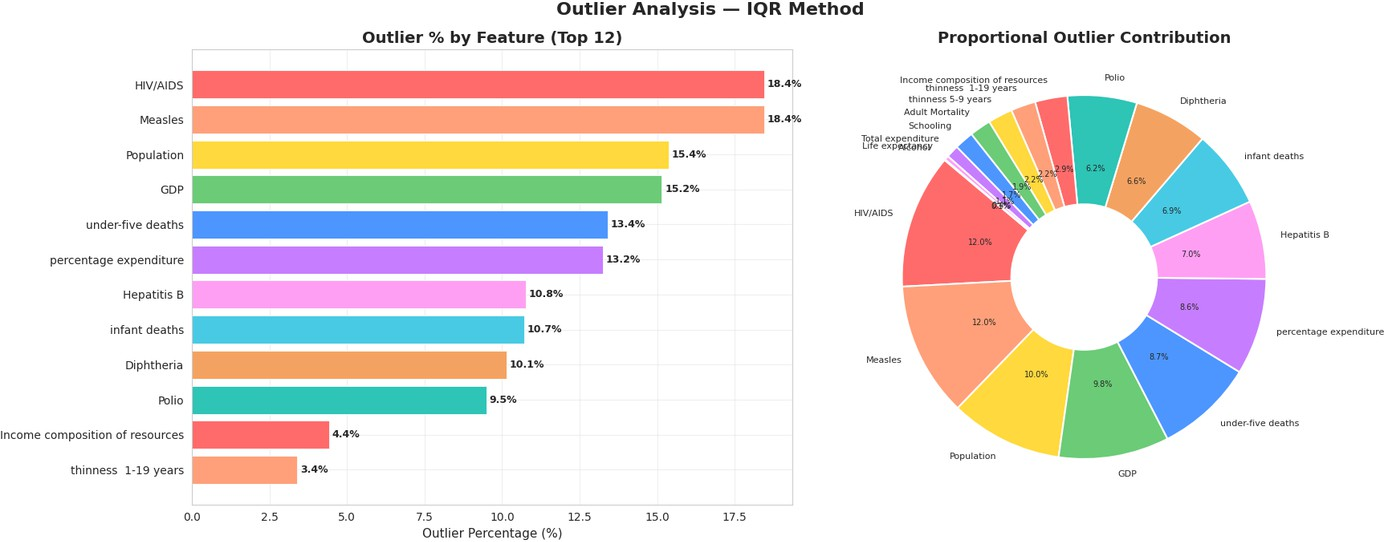 Outlier Analysis — IQR Method
Outlier % by Feature (Top 12)
HIV/AIDS
18.4%
Measles
18.4%
Population
15.4%
GDP
15.2%
under-five deaths
13.4%
percentage expenditure
13.2%
Hepatitis B
10.8%
infant deaths
10.7%
Diphtheria
10.1%
Polio
9.5%
Income composition of resources
4.4%
thinness  1-19 years
3.4%
0.0
2.5
5.0
7.5
10.0
12.5
15.0
17.5
Outlier Percentage (%)
Proportional Outlier Contribution
Polio
6.2%
Diphtheria
6.6%
infant deaths
6.9%
Hepatitis B
7.0%
percentage expenditure
8.6%
under-five deaths
8.7%
GDP
9.8%
Population
10.0%
Measles
12.0%
HIV/AIDS
12.0%
Life expectancy
Alcohol
Total expenditure
1.1%
Schooling
1.7%
Adult Mortality
1.9%
thinness 5-9 years
2.2%
thinness  1-19 years
2.2%
Income composition of resources
2.9%